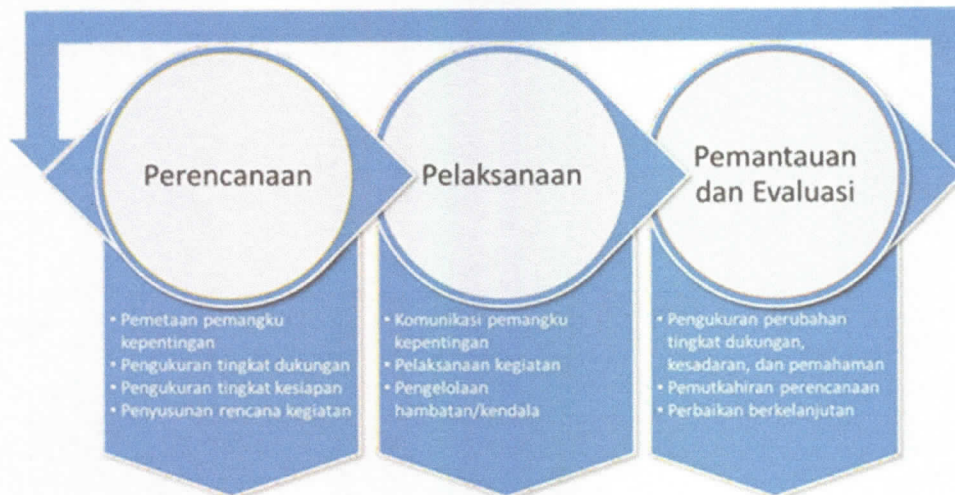 Perencanaan
• Pemetaan pemangku
kepentingan
• Pengukuran tingkat dukungan
• Pengukuran tingkat kesiapan
• Penyusunan rencana kegiatan
Pelaksanaan
• Komunikasi pemangku
kepentingan
• Pelaksanaan kegiatan
• Pengelolaan
hambatan/kendala
Pemantauan
dan Evaluasi
• Pengukuran perubahan
tingkat dukungan,
kesadaran, dan pemahaman
• Pemutkahiran perencanaan
• Perbaikan berkelanjutan